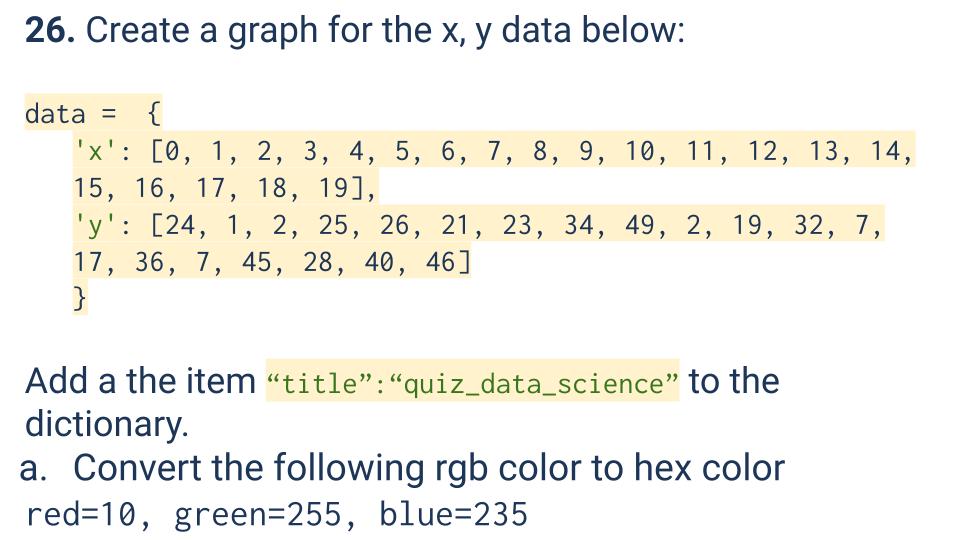 26. Create a graph for the x, y data below:
data =  {
'x': [0, 1, 2, 3, 4, 5, 6, 7, 8, 9, 10, 11, 12, 13, 14,
15, 16, 17, 18, 19],
'y': [24, 1, 2, 25, 26, 21, 23, 34, 49, 2, 19, 32, 7,
17, 36, 7, 45, 28, 40, 46]
}
Add a the item “title”:“quiz_data_science” to the
dictionary.
a. Convert the following rgb color to hex color
red=10, green=255, blue=235